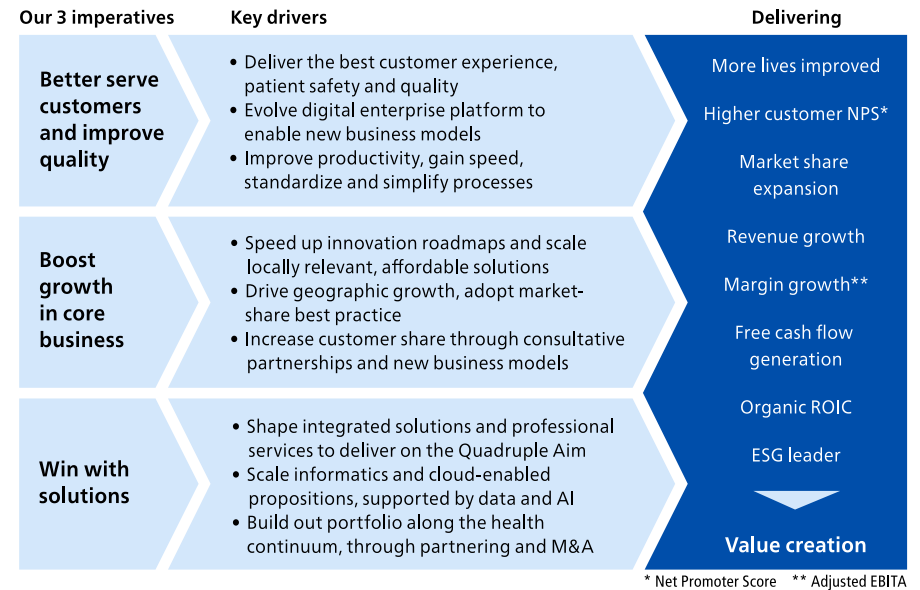 Our 3 imperatives
Key drivers
Delivering
Better serve
customers
and improve
quality
• Deliver the best customer experience,
patient safety and quality
• Evolve digital enterprise platform to
enable new business models
• Improve productivity, gain speed,
standardize and simplify processes
Boost
growth
in core
business
• Speed up innovation roadmaps and scale
locally relevant, affordable solutions
• Drive geographic growth, adopt market-
share best practice
• Increase customer share through consultative
partnerships and new business models
Win with
solutions
• Shape integrated solutions and professional
services to deliver on the Quadruple Aim
• Scale informatics and cloud-enabled
propositions, supported by data and AI
• Build out portfolio along the health
continuum, through partnering and M&A
More lives improved
Higher customer NPS*
Market share
expansion
Revenue growth
Margin growth**
Free cash flow
generation
Organic ROIC
ESG leader
Value creation
* Net Promoter Score ** Adjusted EBITA